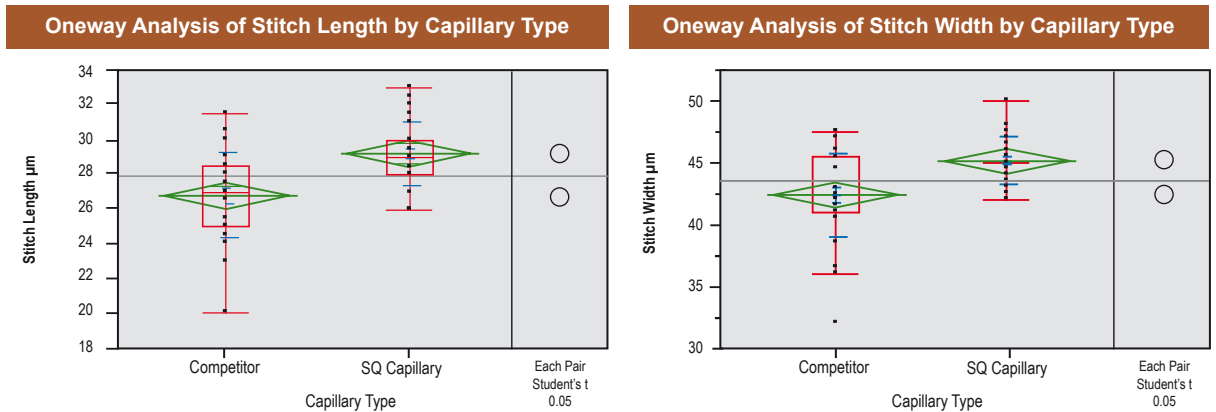 Oneway Analysis of Stitch Length by Capillary Type
34
32
30
28
26
24
22
20
18
Stitch Length µm
Competitor
SQ Capillary
Capillary Type
Each Pair
Student's t
0.05
Oneway Analysis of Stitch Width by Capillary Type
50
45
40
35
30
Stitch Width µm
Competitor
SQ Capillary
Capillary Type
Each Pair
Student's t
0.05